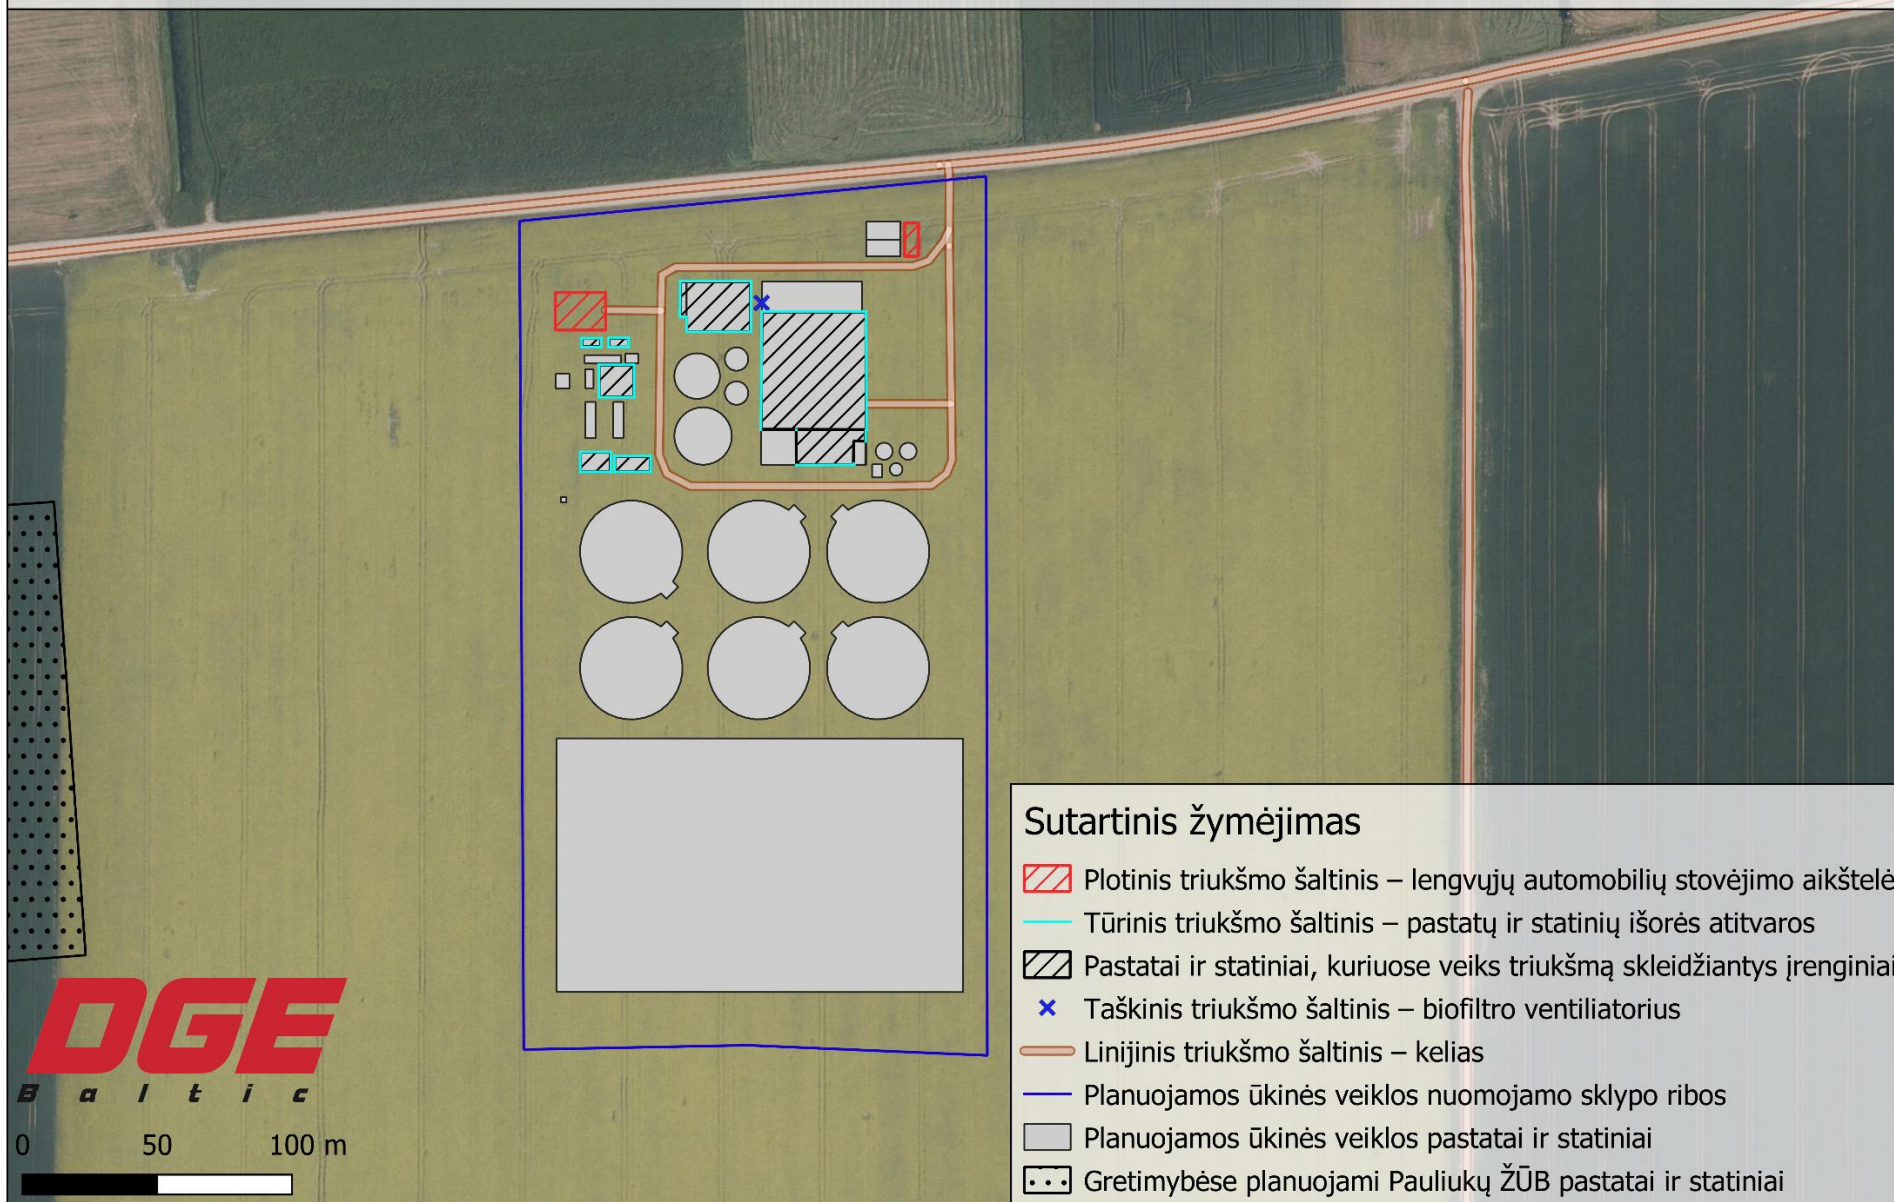 Sutartinis žymėjimas
Plotinis triukšmo šaltinis – lengvųjų automobilių stovėjimo aikštelė
Tūrinis triukšmo šaltinis – pastatų ir statinių išorės atitvaros
Pastatai ir statiniai, kuriuose veiks triukšmą skleidžiantys įrenginiai
Taškinis triukšmo šaltinis – biofiltro ventiliatorius
Linijinis triukšmo šaltinis – kelias
Planuojamos ūkinės veiklos nuomojamo sklypo ribos
Planuojamos ūkinės veiklos pastatai ir statiniai
Gretimybėse planuojami Pauliukų ŽŪB pastatai ir statiniai
DGE
Baltic
0 50 100 m